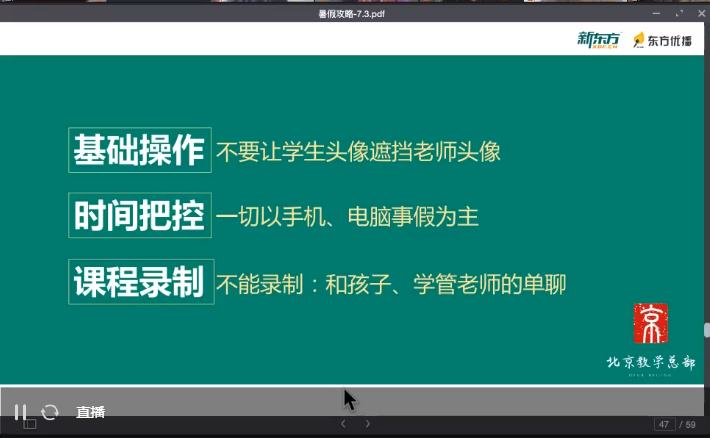 暑假攻略-7.3.pdf
新东方
XDF.CN
东方优播
基础操作 不要让学生头像遮挡老师头像
时间把控 一切以手机、电脑事假为主
课程录制 不能录制：和孩子、学管老师的单聊
京
北京教学总部
直播
47 / 59